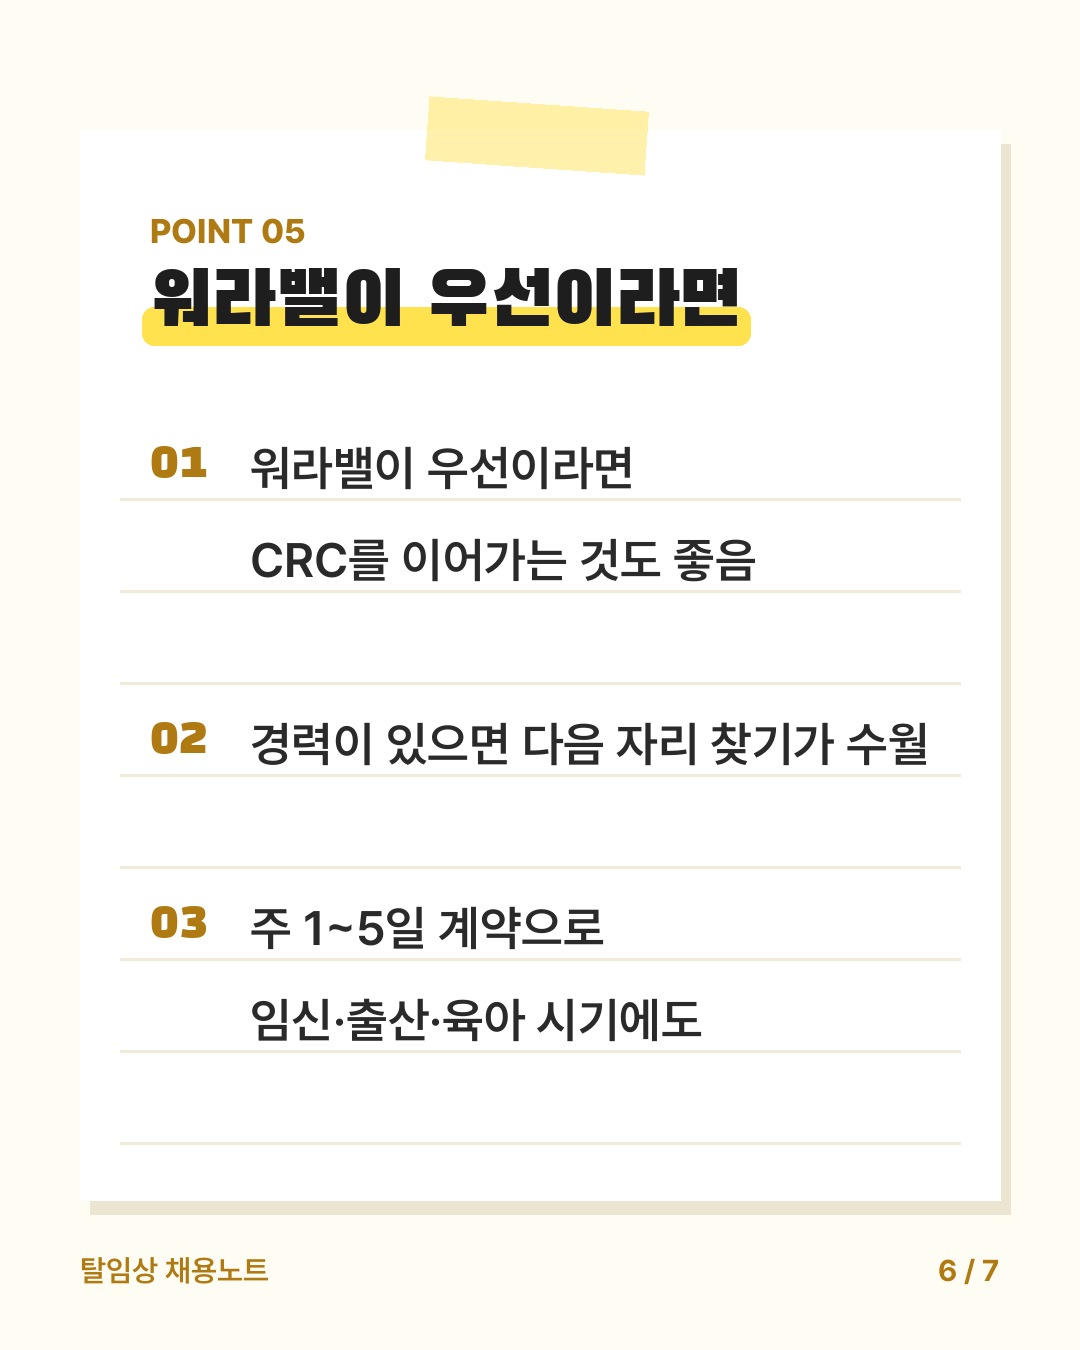 POINT 05
워라밸이 우선이라면
01 워라밸이 우선이라면
CRC를 이어가는 것도 좋음
02 경력이 있으면 다음 자리 찾기가 수월
03 주 1~5일 계약으로
임신·출산·육아 시기에도
탈임상 채용노트
6 / 7